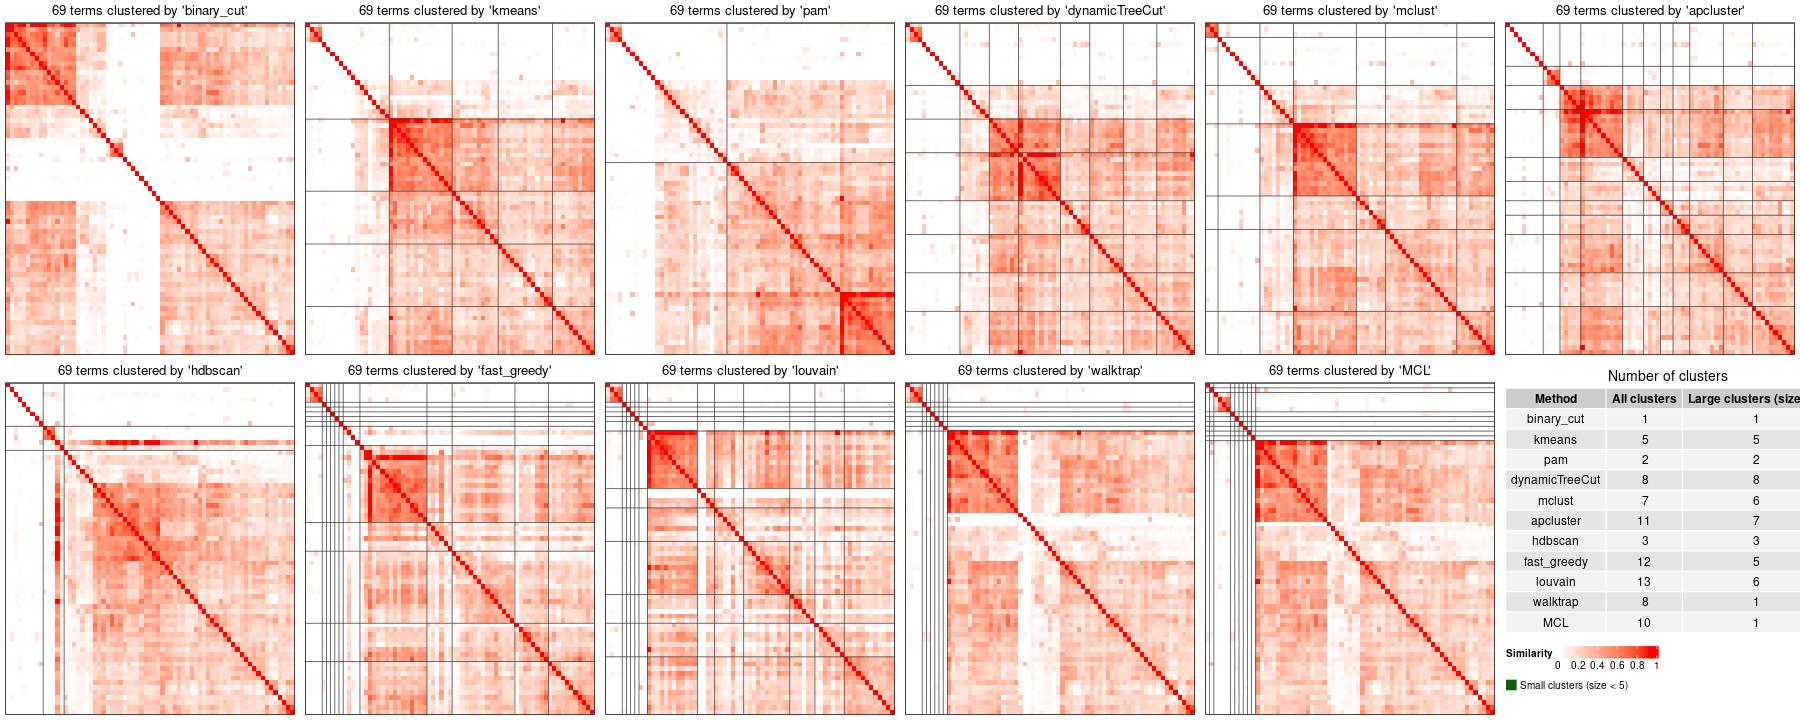 69 terms clustered by 'binary_cut'
69 terms clustered by 'kmeans'
69 terms clustered by 'pam'
69 terms clustered by 'dynamicTreeCut'
69 terms clustered by 'mclust'
69 terms clustered by 'apcluster'
69 terms clustered by 'hdbscan'
69 terms clustered by 'fast_greedy'
69 terms clustered by 'louvain'
69 terms clustered by 'walktrap'
69 terms clustered by 'MCL'
Number of clusters
Method All clusters Large clusters (size
binary_cut 1 1
kmeans 5 5
pam 2 2
dynamicTreeCut 8 8
mclust 7 6
apcluster 11 7
hdbscan 3 3
fast_greedy 12 5
louvain 13 6
walktrap 8 1
MCL 10 1
Similarity
0 0.2 0.4 0.6 0.8 1
Small clusters (size < 5)